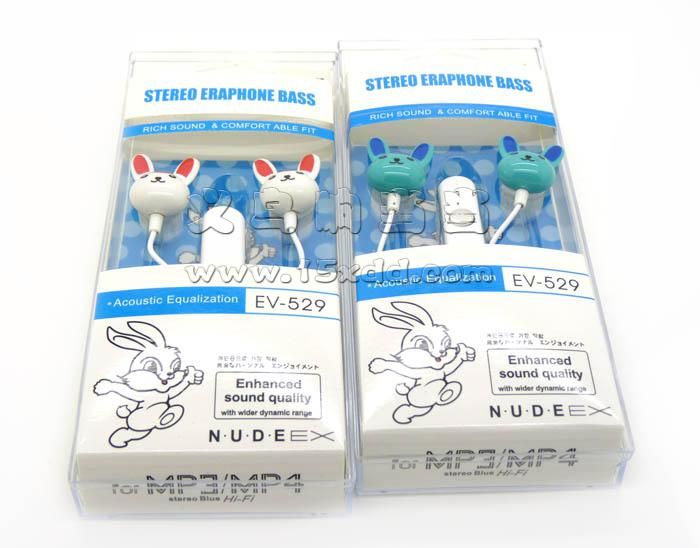 STEREO ERAPHONE BASS
RICH SOUND & COMFORT ABLE FIT
Acoustic Equalization
EV-529
Enhanced
sound quality
with wider dynamic range
N·U·D·E EX
for MP3/MP4
stereo Blue Hi-Fi
STEREO ERAPHONE BASS
RICH SOUND & COMFORT ABLE FIT
Acoustic Equalization
EV-529
Enhanced
sound quality
with wider dynamic range
N·U·D·E EX
for MP3/MP4
stereo Blue Hi-Fi
www.15xdd.com